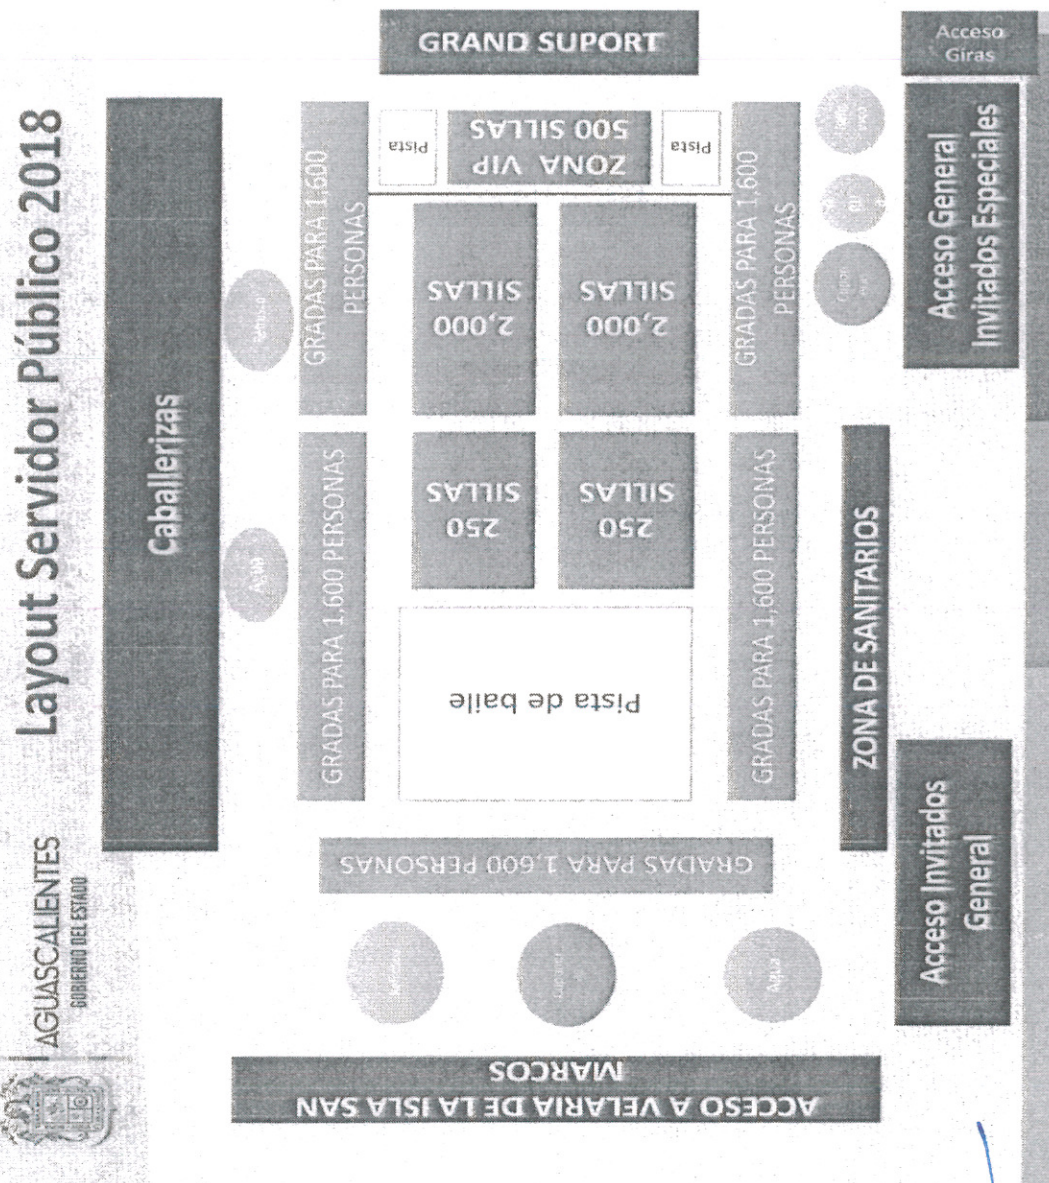 AGUASCALIENTES
GOBIERNO DEL ESTADO
Layout Servidor Público 2018
Caballerizas
GRAND SUPORT
Acceso
Giras
Acceso General
Invitados Especiales
ZONA VIP
500 SILLAS
Pista
Pista
GRADAS PARA 1,600
PERSONAS
GRADAS PARA 1,600
PERSONAS
2,000
SILLAS
2,000
SILLAS
250
SILLAS
250
SILLAS
Agua
GRADAS PARA 1,600 PERSONAS
GRADAS PARA 1,600 PERSONAS
Pista de baile
ZONA DE SANITARIOS
GRADAS PARA 1,600 PERSONAS
Agua
Acceso Invitados
General
ACCESO A VELARIA DE LA ISLA SAN
MARCOS